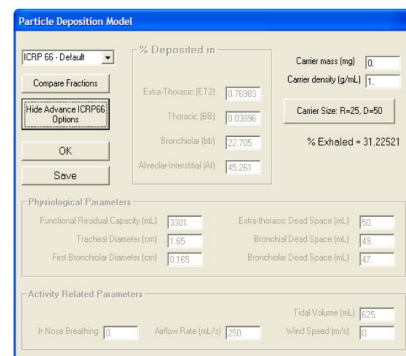 Particle Deposition Model
ICRP 66 - Default
Compare Fractions
Hide Advance ICRP66 Options
OK
Save
% Deposited in
Extra-Thoracic (ET2) 0.76983
Thoracic (BB) 0.03896
Bronchiolar (bb) 22.705
Alveolar-Interstitial (AI) 45.261
Carrier mass (mg) 0.
Carrier density (g/mL) 1.
Carrier Size: R=25, D=50
% Exhaled = 31.22521
Physiological Parameters
Functional Residual Capacity (mL) 3301. Extra-thoracic Dead Space (mL) 50.
Tracheal Diameter (cm) 1.65 Bronchial Dead Space (mL) 49.
First Bronchiolar Diameter (cm) 0.165 Bronchiolar Dead Space (mL) 47.
Activity Related Parameters
Tidal Volume (mL) 625.
fr Nose Breathing 0. Airflow Rate (mL/s) 250. Wind Speed (m/s) 0.